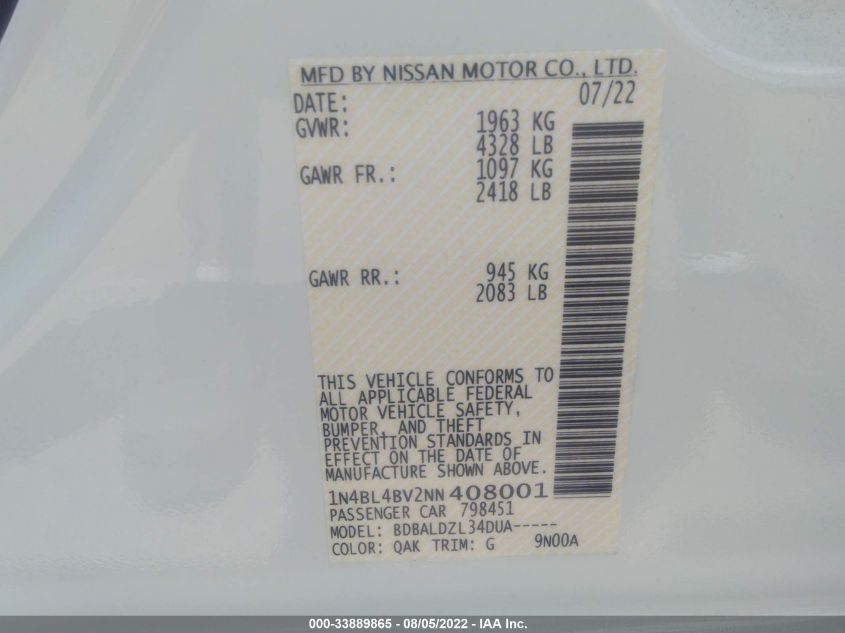 MFD BY NISSAN MOTOR CO., LTD.
DATE: 07/22
GVWR: 1963 KG
4328 LB
GAWR FR.: 1097 KG
2418 LB
GAWR RR.: 945 KG
2083 LB
THIS VEHICLE CONFORMS TO
ALL APPLICABLE FEDERAL
MOTOR VEHICLE SAFETY,
BUMPER, AND THEFT
PREVENTION STANDARDS IN
EFFECT ON THE DATE OF
MANUFACTURE SHOWN ABOVE.
1N4BL4BV2NN408001
PASSENGER CAR 798451
MODEL: BDBALDZL34DUA-----
COLOR: QAK TRIM: G 9N00A
000-33889865 - 08/05/2022 - IAA Inc.